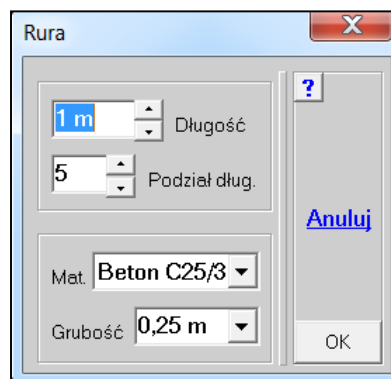 Rura
X
?
1 m Długość
5 Podział dług.
Anuluj
Mat. Beton C25/3
Grubość 0,25 m
OK